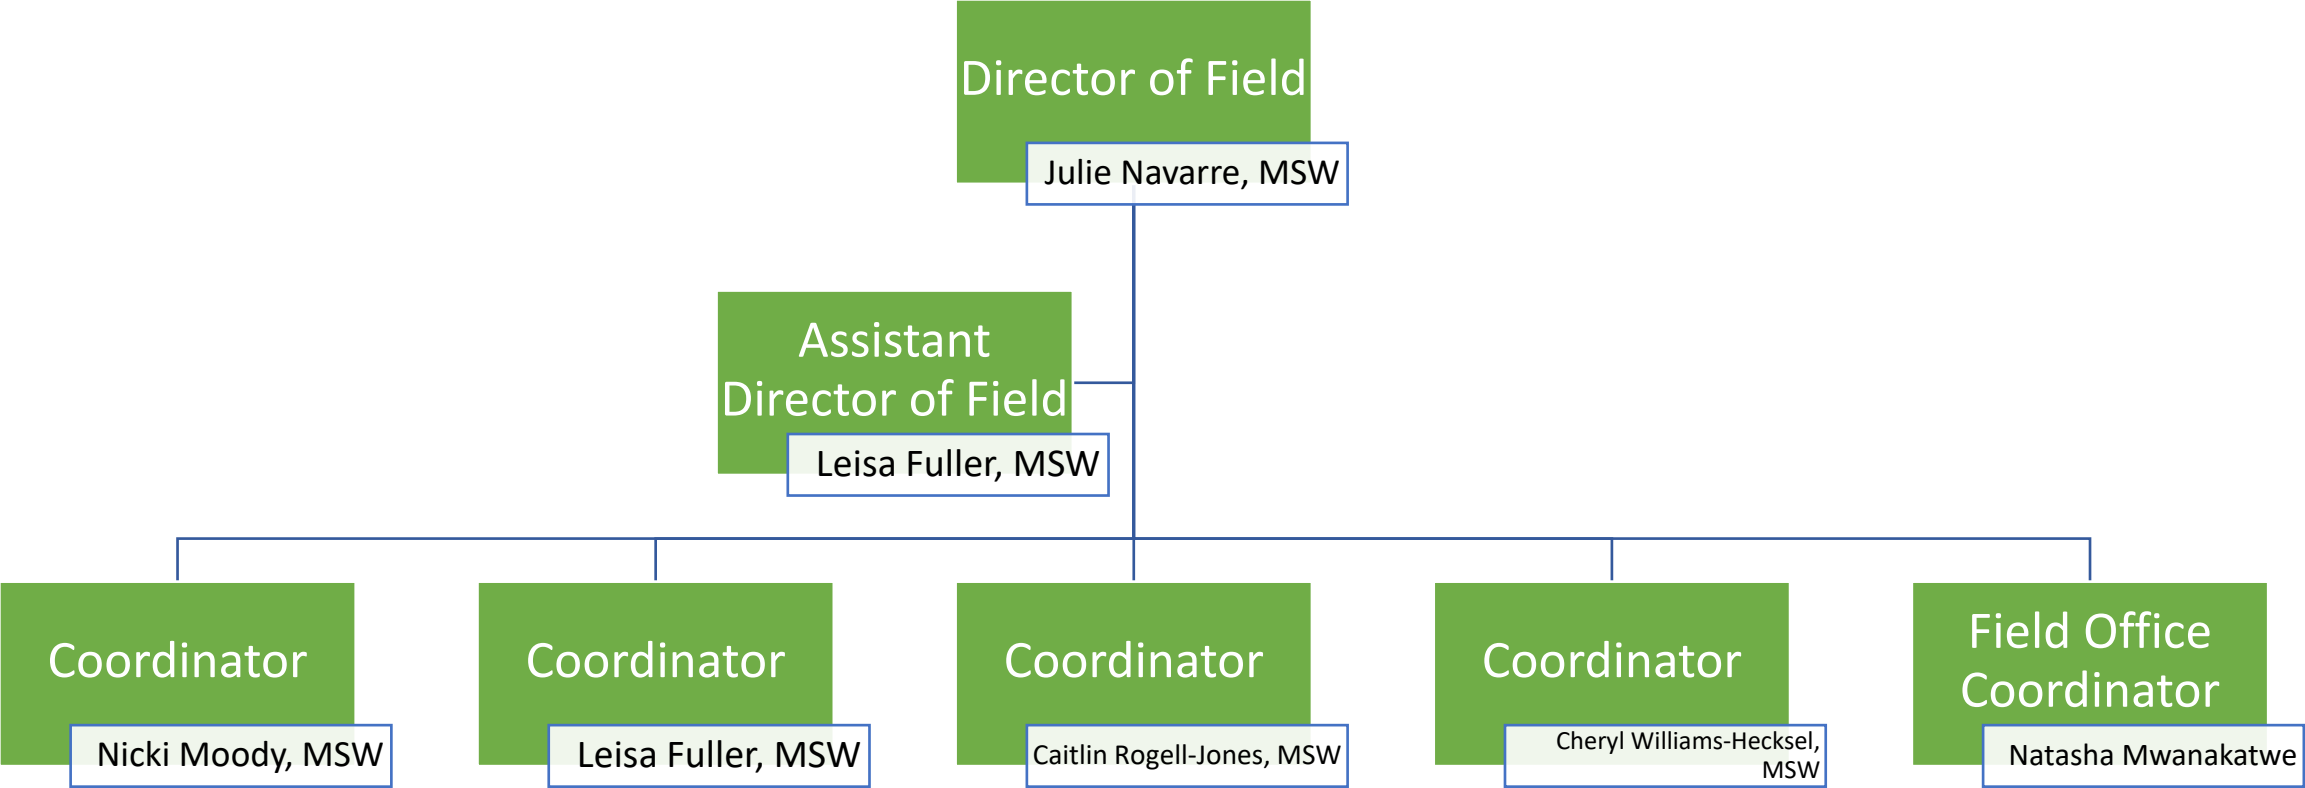 Director of Field
Julie Navarre, MSW
Assistant
Director of Field
Leisa Fuller, MSW
Coordinator
Nicki Moody, MSW
Coordinator
Leisa Fuller, MSW
Coordinator
Caitlin Rogell-Jones, MSW
Coordinator
Cheryl Williams-Hecksel,
MSW
Field Office
Coordinator
Natasha Mwanakatwe